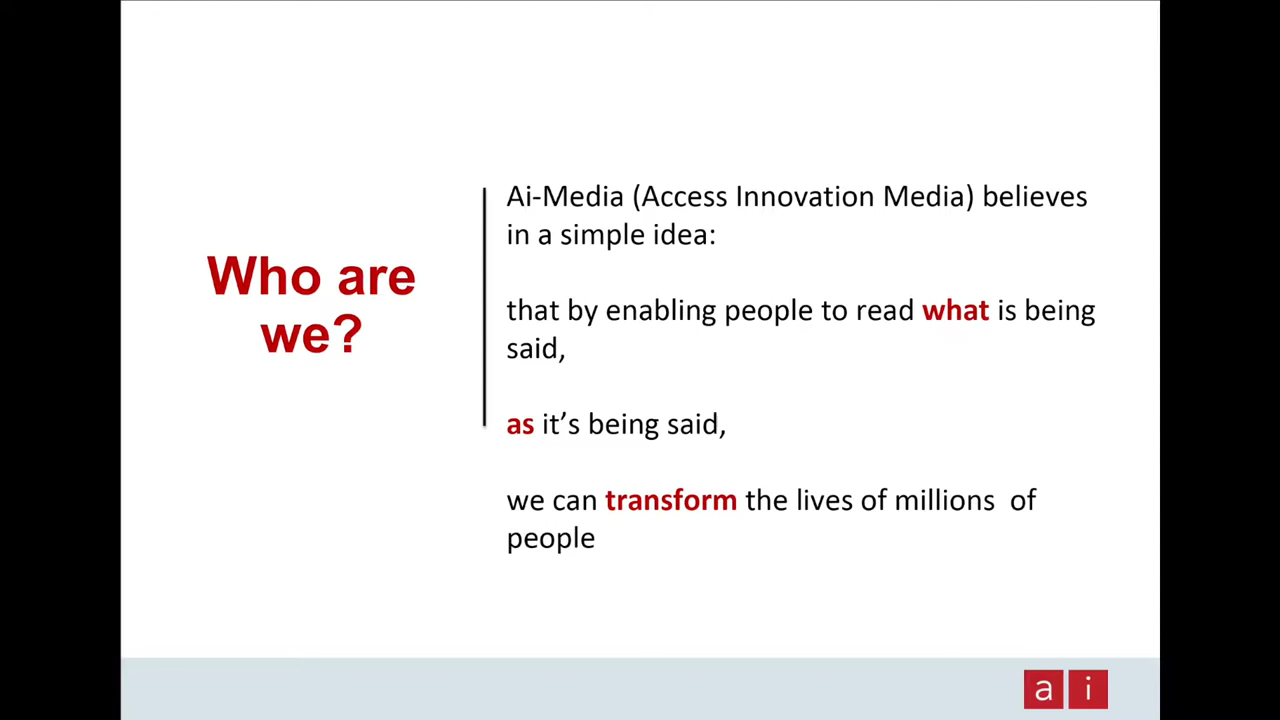 Who are
we?
Ai-Media (Access Innovation Media) believes
in a simple idea:
that by enabling people to read what is being
said,
as it’s being said,
we can transform the lives of millions  of
people
a i